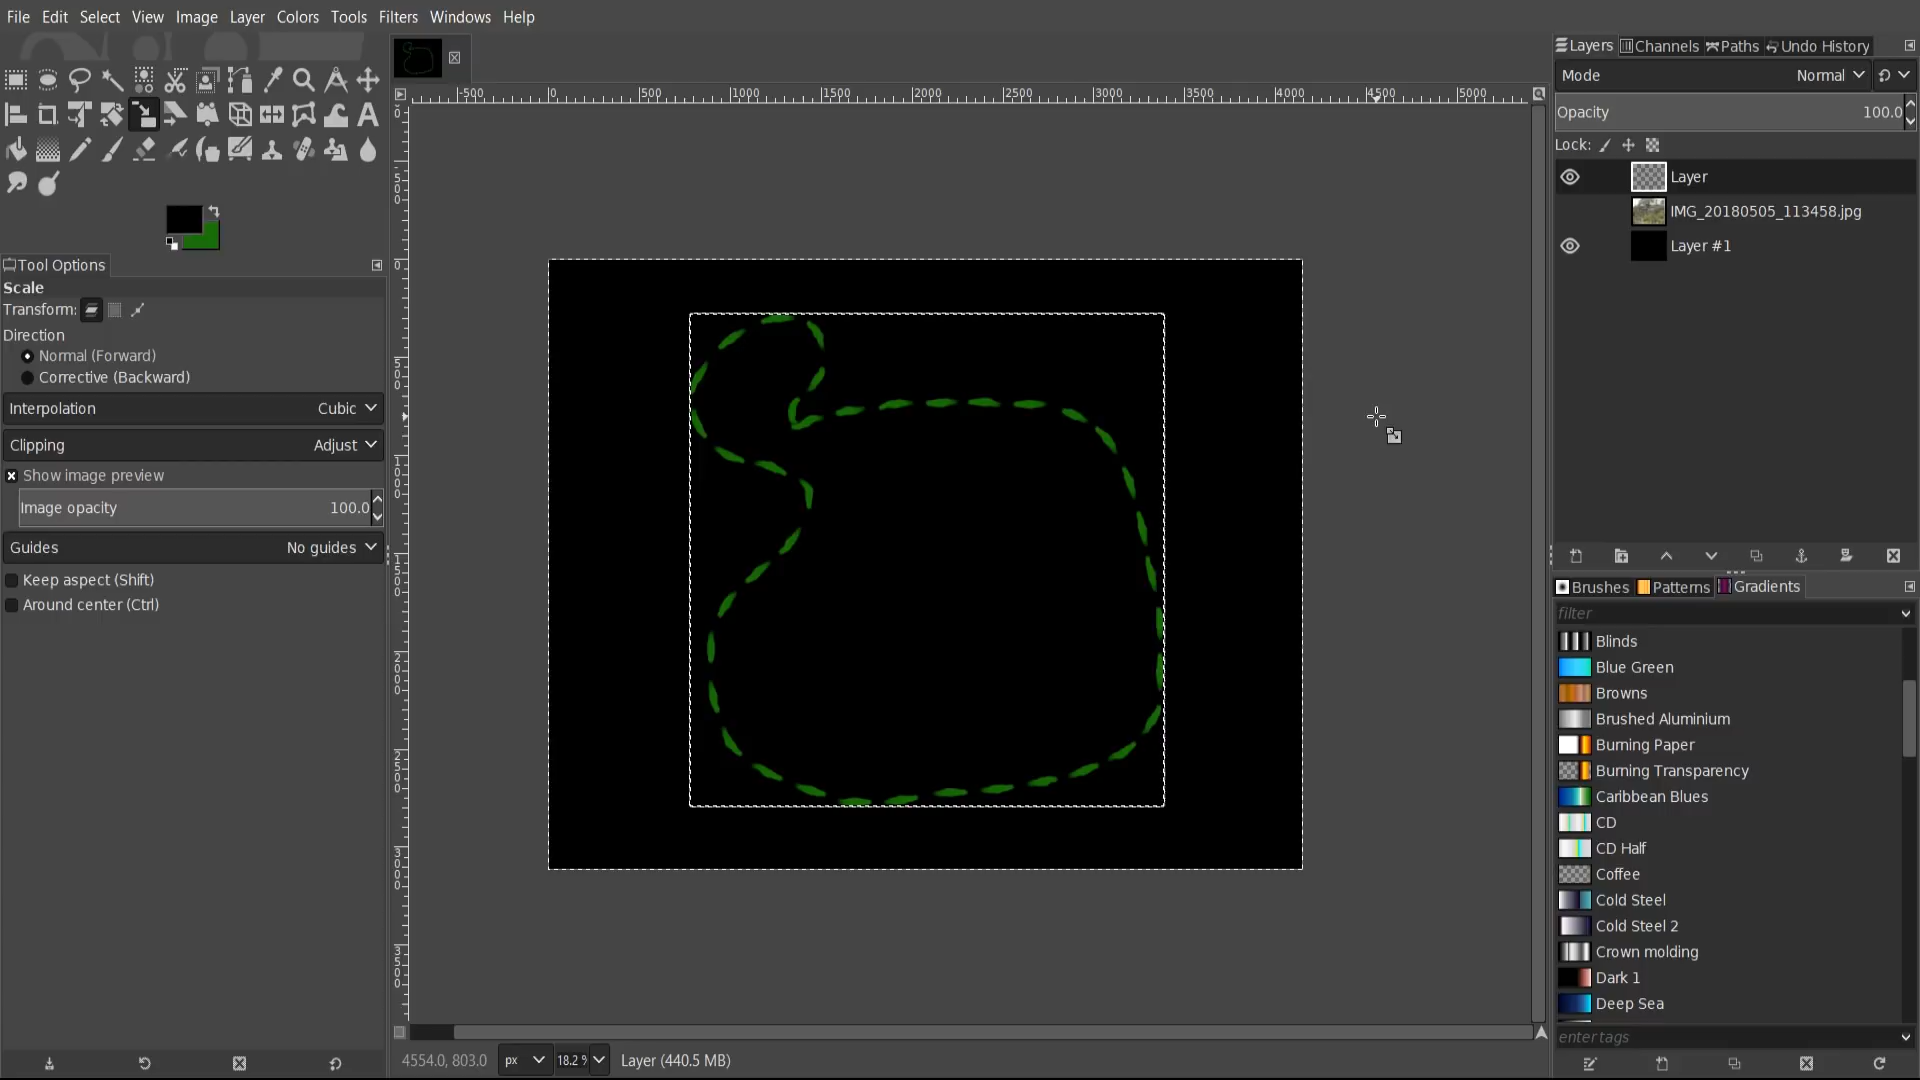 File Edit Select View Image Layer Colors Tools Filters Windows Help
Layers Channels Paths Undo History
Mode Normal
Opacity 100.0
Lock:
Layer
IMG_20180505_113458.jpg
Layer #1
Tool Options
Scale
Transform:
Direction
Normal (Forward)
Corrective (Backward)
Interpolation Cubic
Clipping Adjust
Show image preview
Image opacity 100.0
Guides No guides
Keep aspect (Shift)
Around center (Ctrl)
-500 0 500 1000 1500 2000 2500 3000 3500 4000 4500 5000
Brushes Patterns Gradients
filter
Blinds
Blue Green
Browns
Brushed Aluminium
Burning Paper
Burning Transparency
Caribbean Blues
CD
CD Half
Coffee
Cold Steel
Cold Steel 2
Crown molding
Dark 1
Deep Sea
enter tags
4554.0, 803.0 px 18.2 % Layer (440.5 MB)